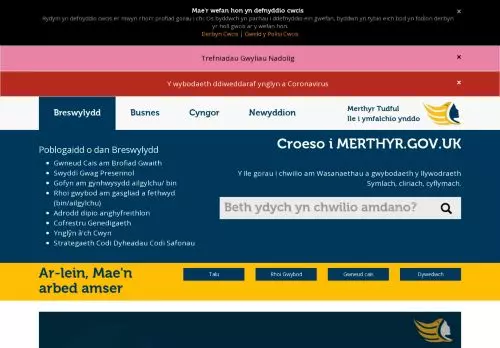 Mae'r wefan hon yn defnyddio cwcis
Rydym yn defnyddio cwcis er mwyn rhoi'r profiad gorau i chi. Os byddwch yn parhau i ddefnyddio ein gwefan, byddwn yn tybio eich bod yn fodlon derbyn
yr holl gwcis ar y wefan hon.
Derbyn Cwcis | Gweld y Polisi Cwcis
Trefniadau Gwyliau Nadolig
×
Y wybodaeth ddiweddaraf ynglyn a Coronavirus
×
Breswylydd
Busnes
Cyngor
Newyddion
Merthyr Tudful
lle i ymfalchïo ynddo
Poblogaidd o dan Breswylydd
Gwneud Cais am Brofiad Gwaith
Swyddi Gwag Presennol
Gofyn am gynhwysydd ailgylchu/ bin
Rhoi gwybod am gasgliad a fethwyd
(bin/ailgylchu)
Adrodd dipio anghyfreithlon
Cofrestru Genedigaeth
Ynglŷn â'ch Cwyn
Strategaeth Codi Dyheadau Codi Safonau
Croeso i MERTHYR.GOV.UK
Y lle gorau i chwilio am Wasanaethau a gwybodaeth y llywodraeth
Symlach, cliriach, cyflymach.
Beth ydych yn chwilio amdano?
Ar-lein, Mae'n
arbed amser
Talu
Rhoi Gwybod
Gwneud cais
Dywedwch